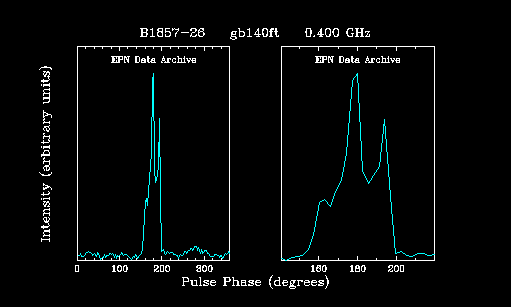 B1857−26 gb140ft 0.400 GHz
EPN Data Archive EPN Data Archive
Intensity (arbitrary units)
0 100 200 300 160 180 200
Pulse Phase (degrees)